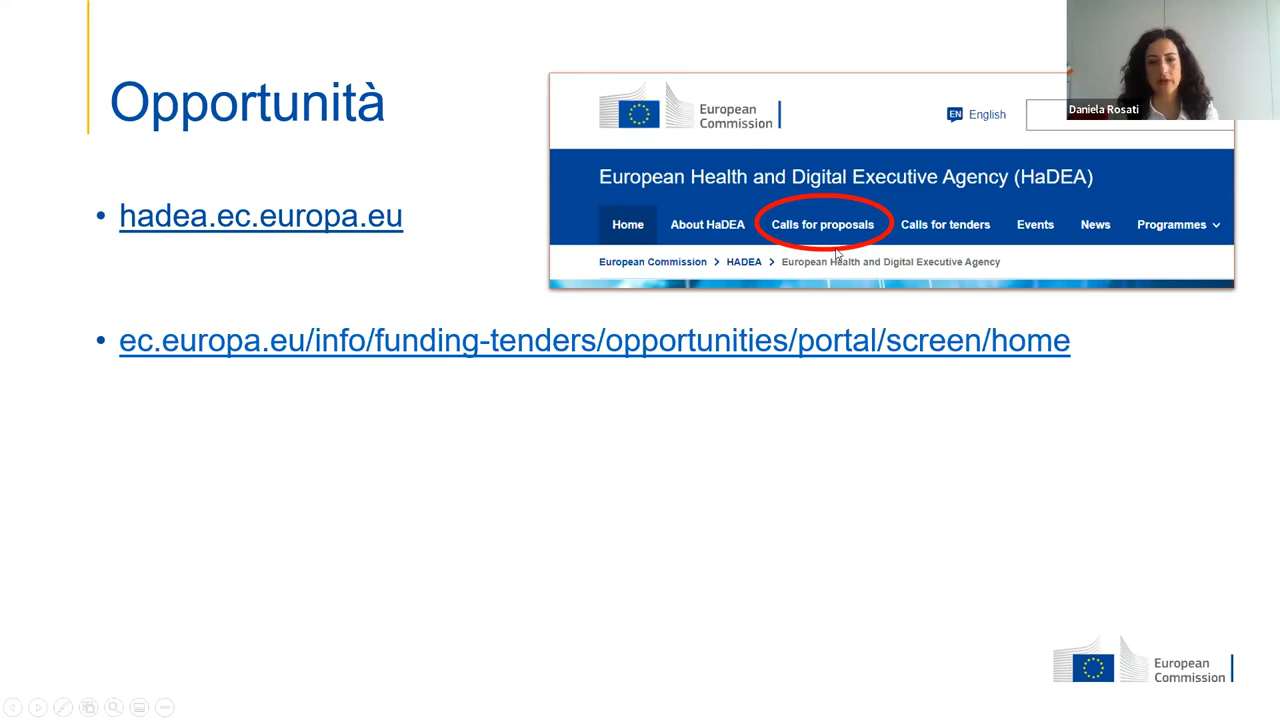 Opportunità
European
Commission
EN English
Daniela Rosati
European Health and Digital Executive Agency (HaDEA)
Home About HaDEA Calls for proposals Calls for tenders Events News Programmes
European Commission > HADEA > European Health and Digital Executive Agency
• hadea.ec.europa.eu
• ec.europa.eu/info/funding-tenders/opportunities/portal/screen/home
European
Commission